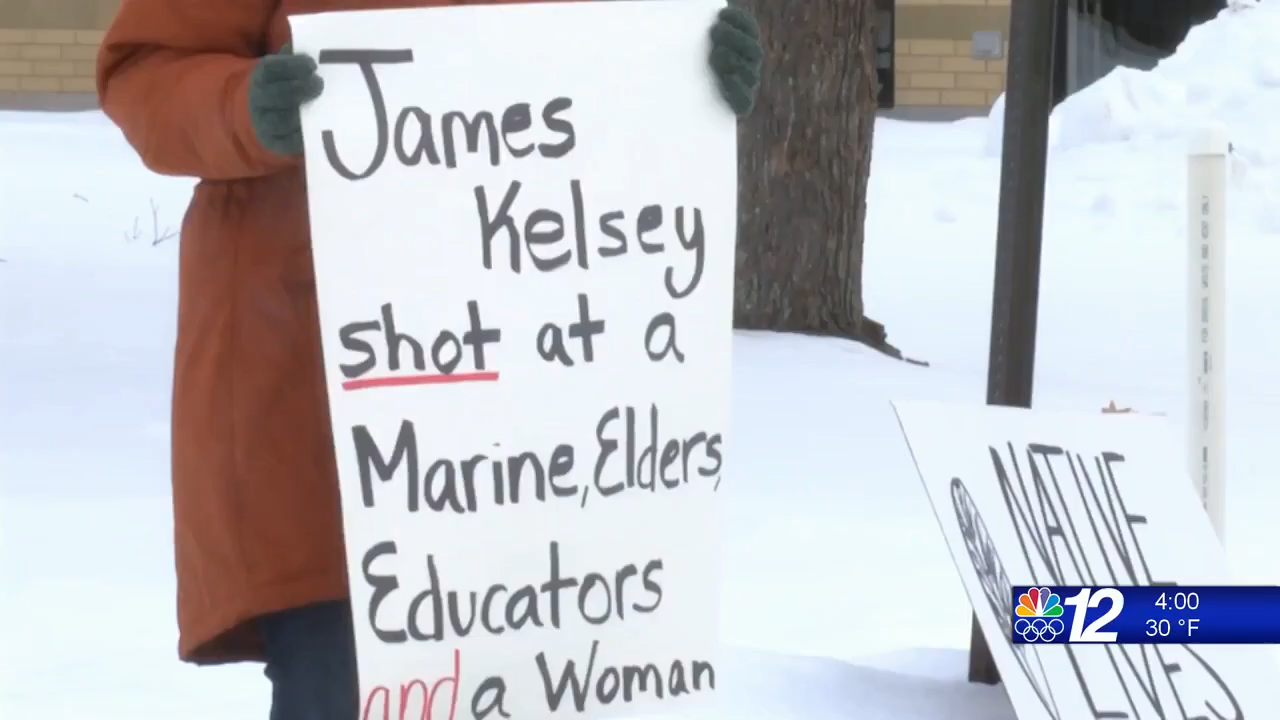 James
Kelsey
shot at a
Marine, Elders,
Educators
and a Woman
NATIVE
LIVES
12
4:00
30 °F